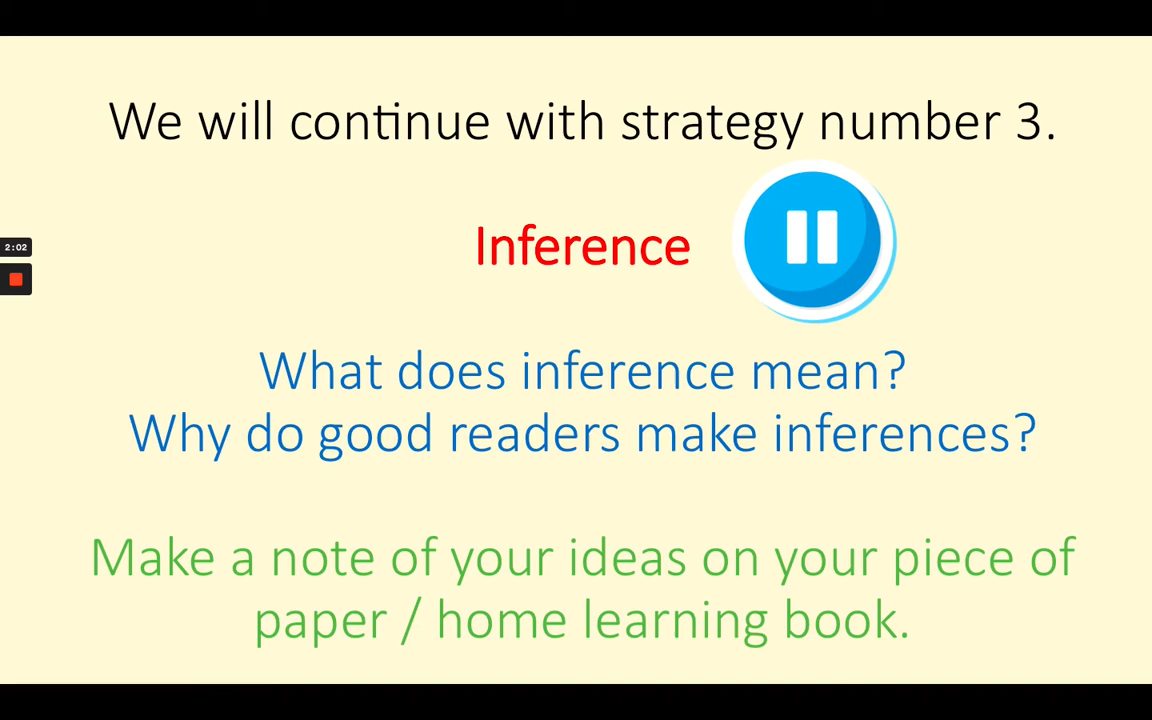 We will continue with strategy number 3.
Inference
2:02
What does inference mean?
Why do good readers make inferences?
Make a note of your ideas on your piece of
paper / home learning book.